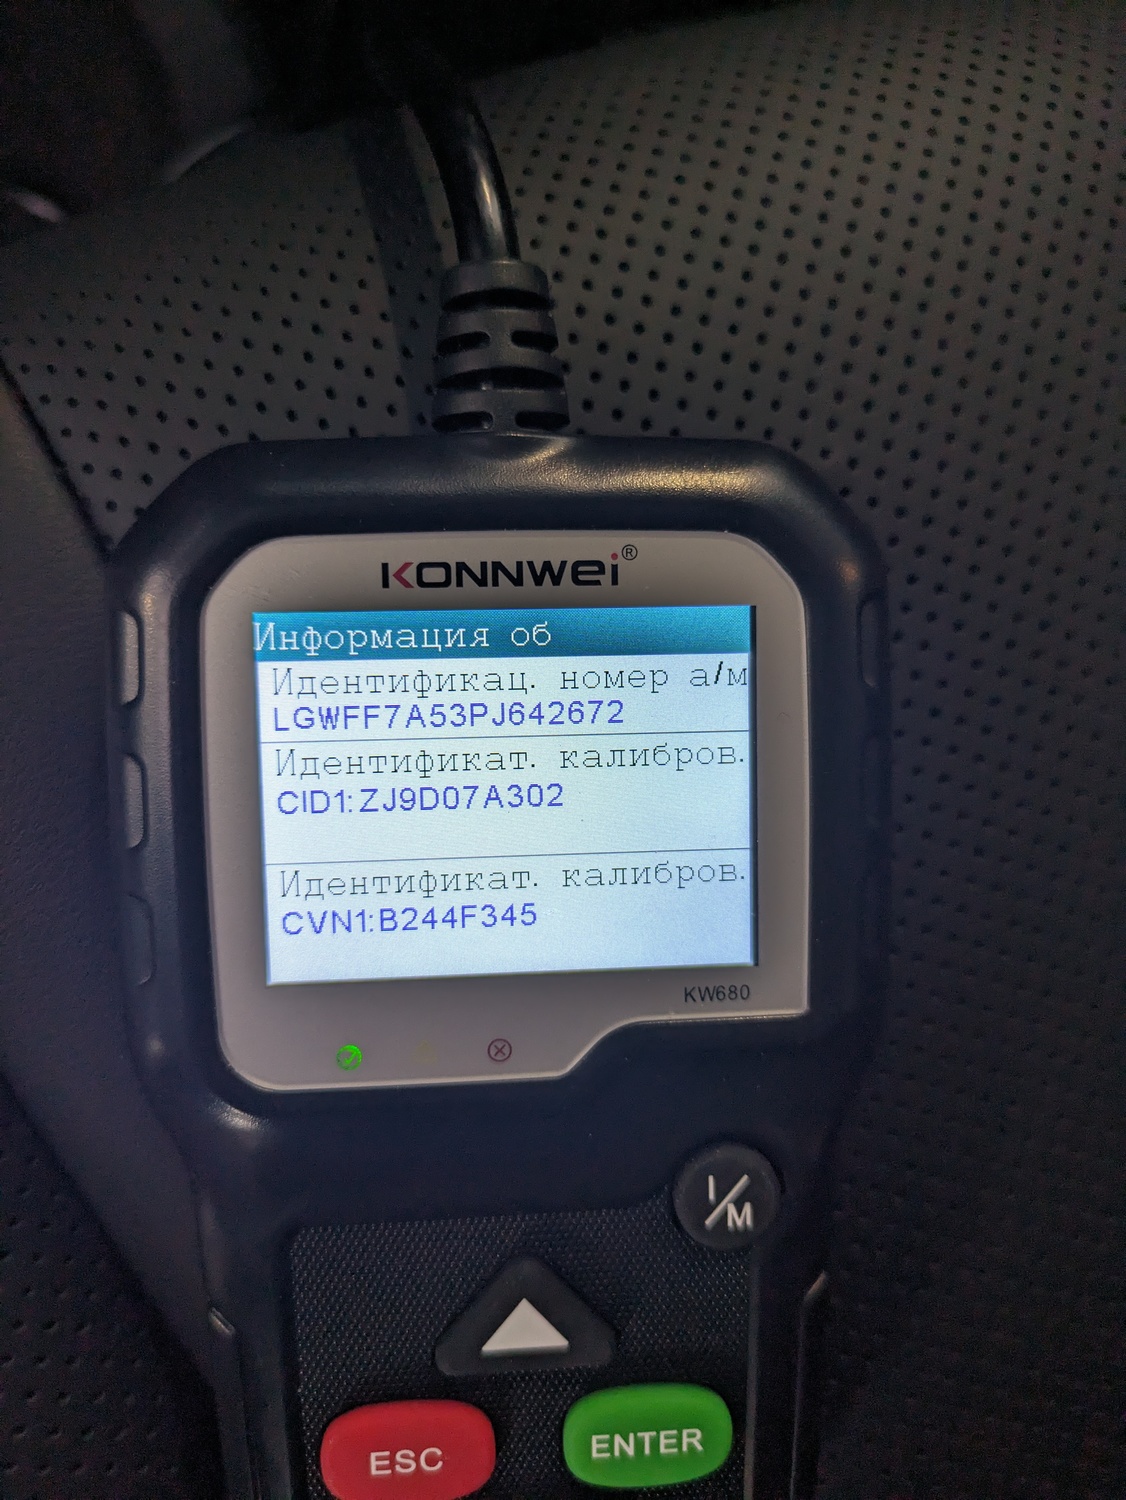 KONNWEI®
Информация об
Идентификац. номер а/м
LGWFF7A53PJ642672
Идентификат. калибров.
CID1:ZJ9D07A302
Идентификат. калибров.
CVN1:B244F345
KW680
I/M
ESC
ENTER